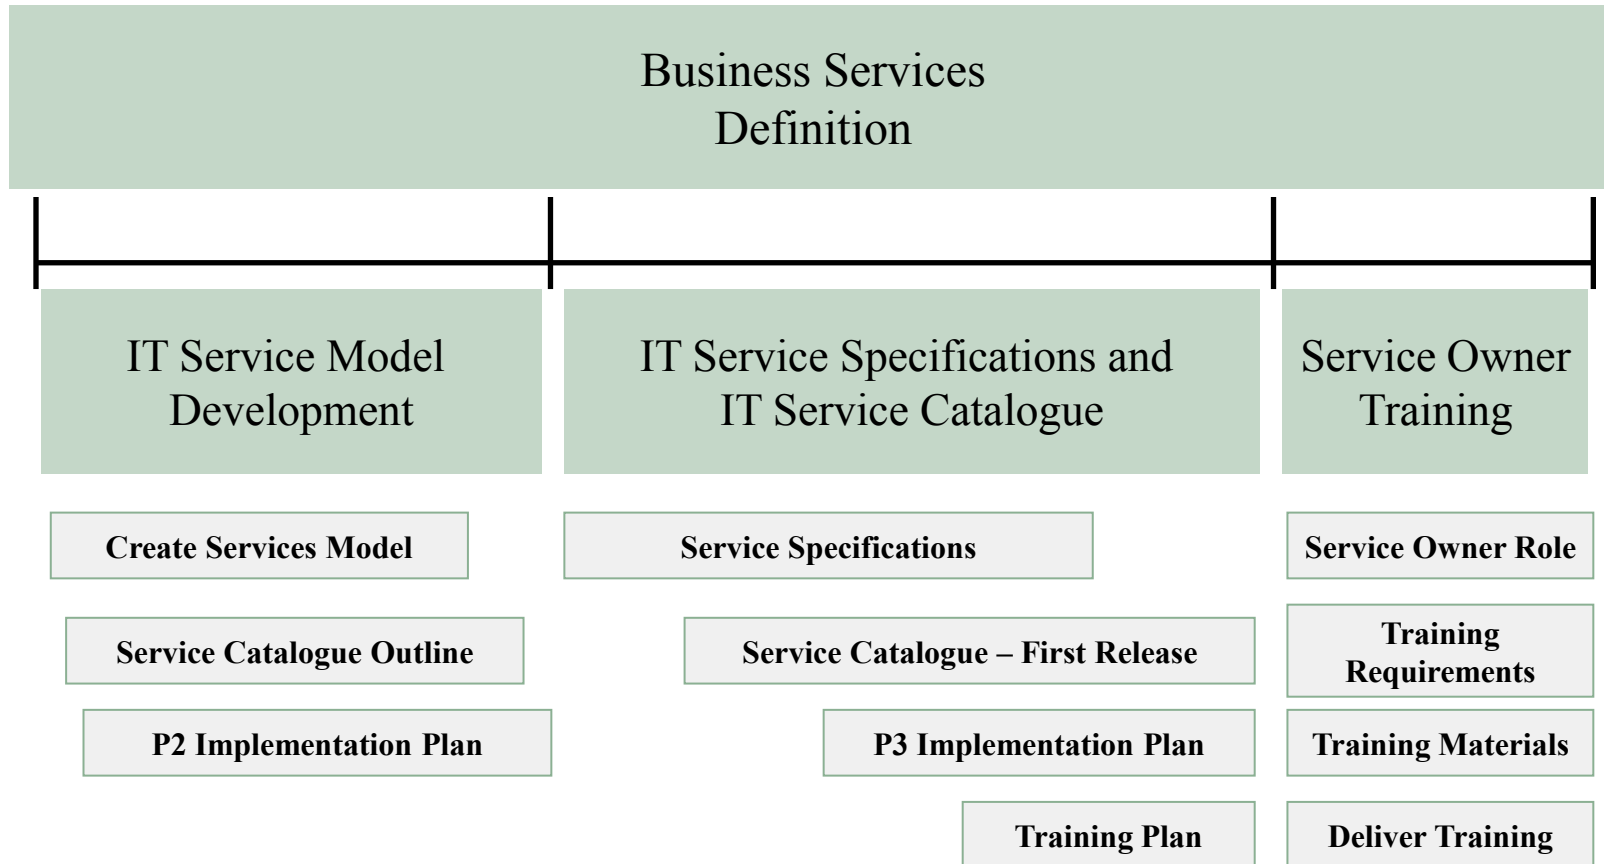 Business Services
Definition
IT Service Model
Development
IT Service Specifications and
IT Service Catalogue
Service Owner
Training
Create Services Model
Service Catalogue Outline
P2 Implementation Plan
Service Specifications
Service Catalogue – First Release
P3 Implementation Plan
Training Plan
Service Owner Role
Training
Requirements
Training Materials
Deliver Training